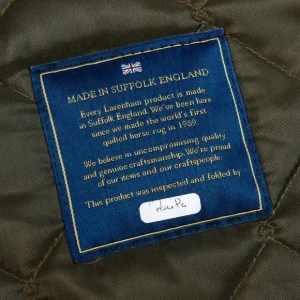 MADE IN SUFFOLK ENGLAND
Every Lavenham product is made
in Suffolk England. We've been here
since we made the world's first
quilted horse rug in 1969.
We believe in uncompromising quality
and genuine craftsmanship. We're proud
of our items and our craftspeople.
This product was inspected and folded by